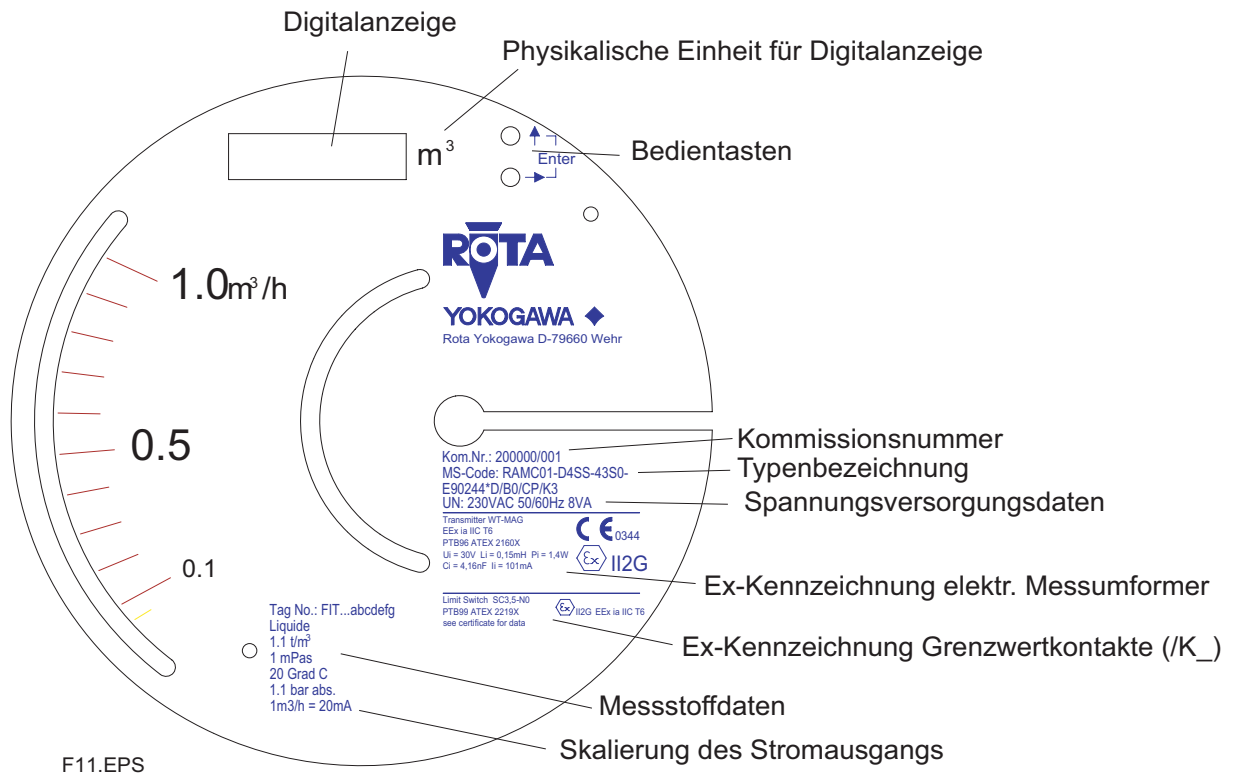 Digitalanzeige
Physikalische Einheit für Digitalanzeige
m³
Enter
Bedientasten
ROTA
YOKOGAWA
Rota Yokogawa D-79660 Wehr
1.0m³/h
0.5
0.1
Kom.Nr.: 200000/001
MS-Code: RAMC01-D4SS-43S0-
E90244*D/B0/CP/K3
UN: 230VAC 50/60Hz 8VA
Kommissionsnummer
Typenbezeichnung
Spannungsversorgungsdaten
Transmitter WT-MAG
EEx ia IIC T6
PTB96 ATEX 2160X
Ui = 30V Li = 0,15mH Pi = 1,4W
Ci = 4,16nF Ii = 101mA
CE 0344
Ex II2G
Ex-Kennzeichnung elektr. Messumformer
Limit Switch SC3,5-N0
PTB99 ATEX 2219X
see certificate for data
Ex II2G EEx ia IIC T6
Ex-Kennzeichnung Grenzwertkontakte (/K_)
Tag No.: FIT...abcdefg
Liquide
1.1 t/m³
1 mPas
20 Grad C
1.1 bar abs.
1m3/h = 20mA
Messstoffdaten
Skalierung des Stromausgangs
F11.EPS